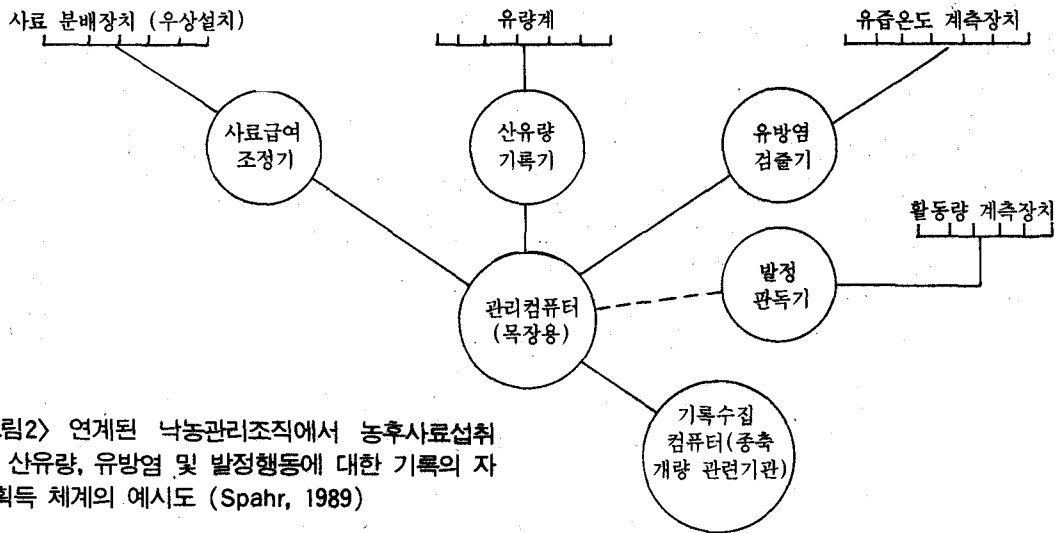 사료 분배장치 (우상설치)
유량계
유즙온도 계측장치
사료급여
조정기
산유량
기록기
유방염
검출기
활동량 계측장치
발정
판독기
관리컴퓨터
(목장용)
기록수집
컴퓨터(종축
개량 관련기관)
림2〉 연계된 낙농관리조직에서 농후사료섭취
산유량, 유방염 및 발정행동에 대한 기록의 자
획득 체계의 예시도 (Spahr, 1989)